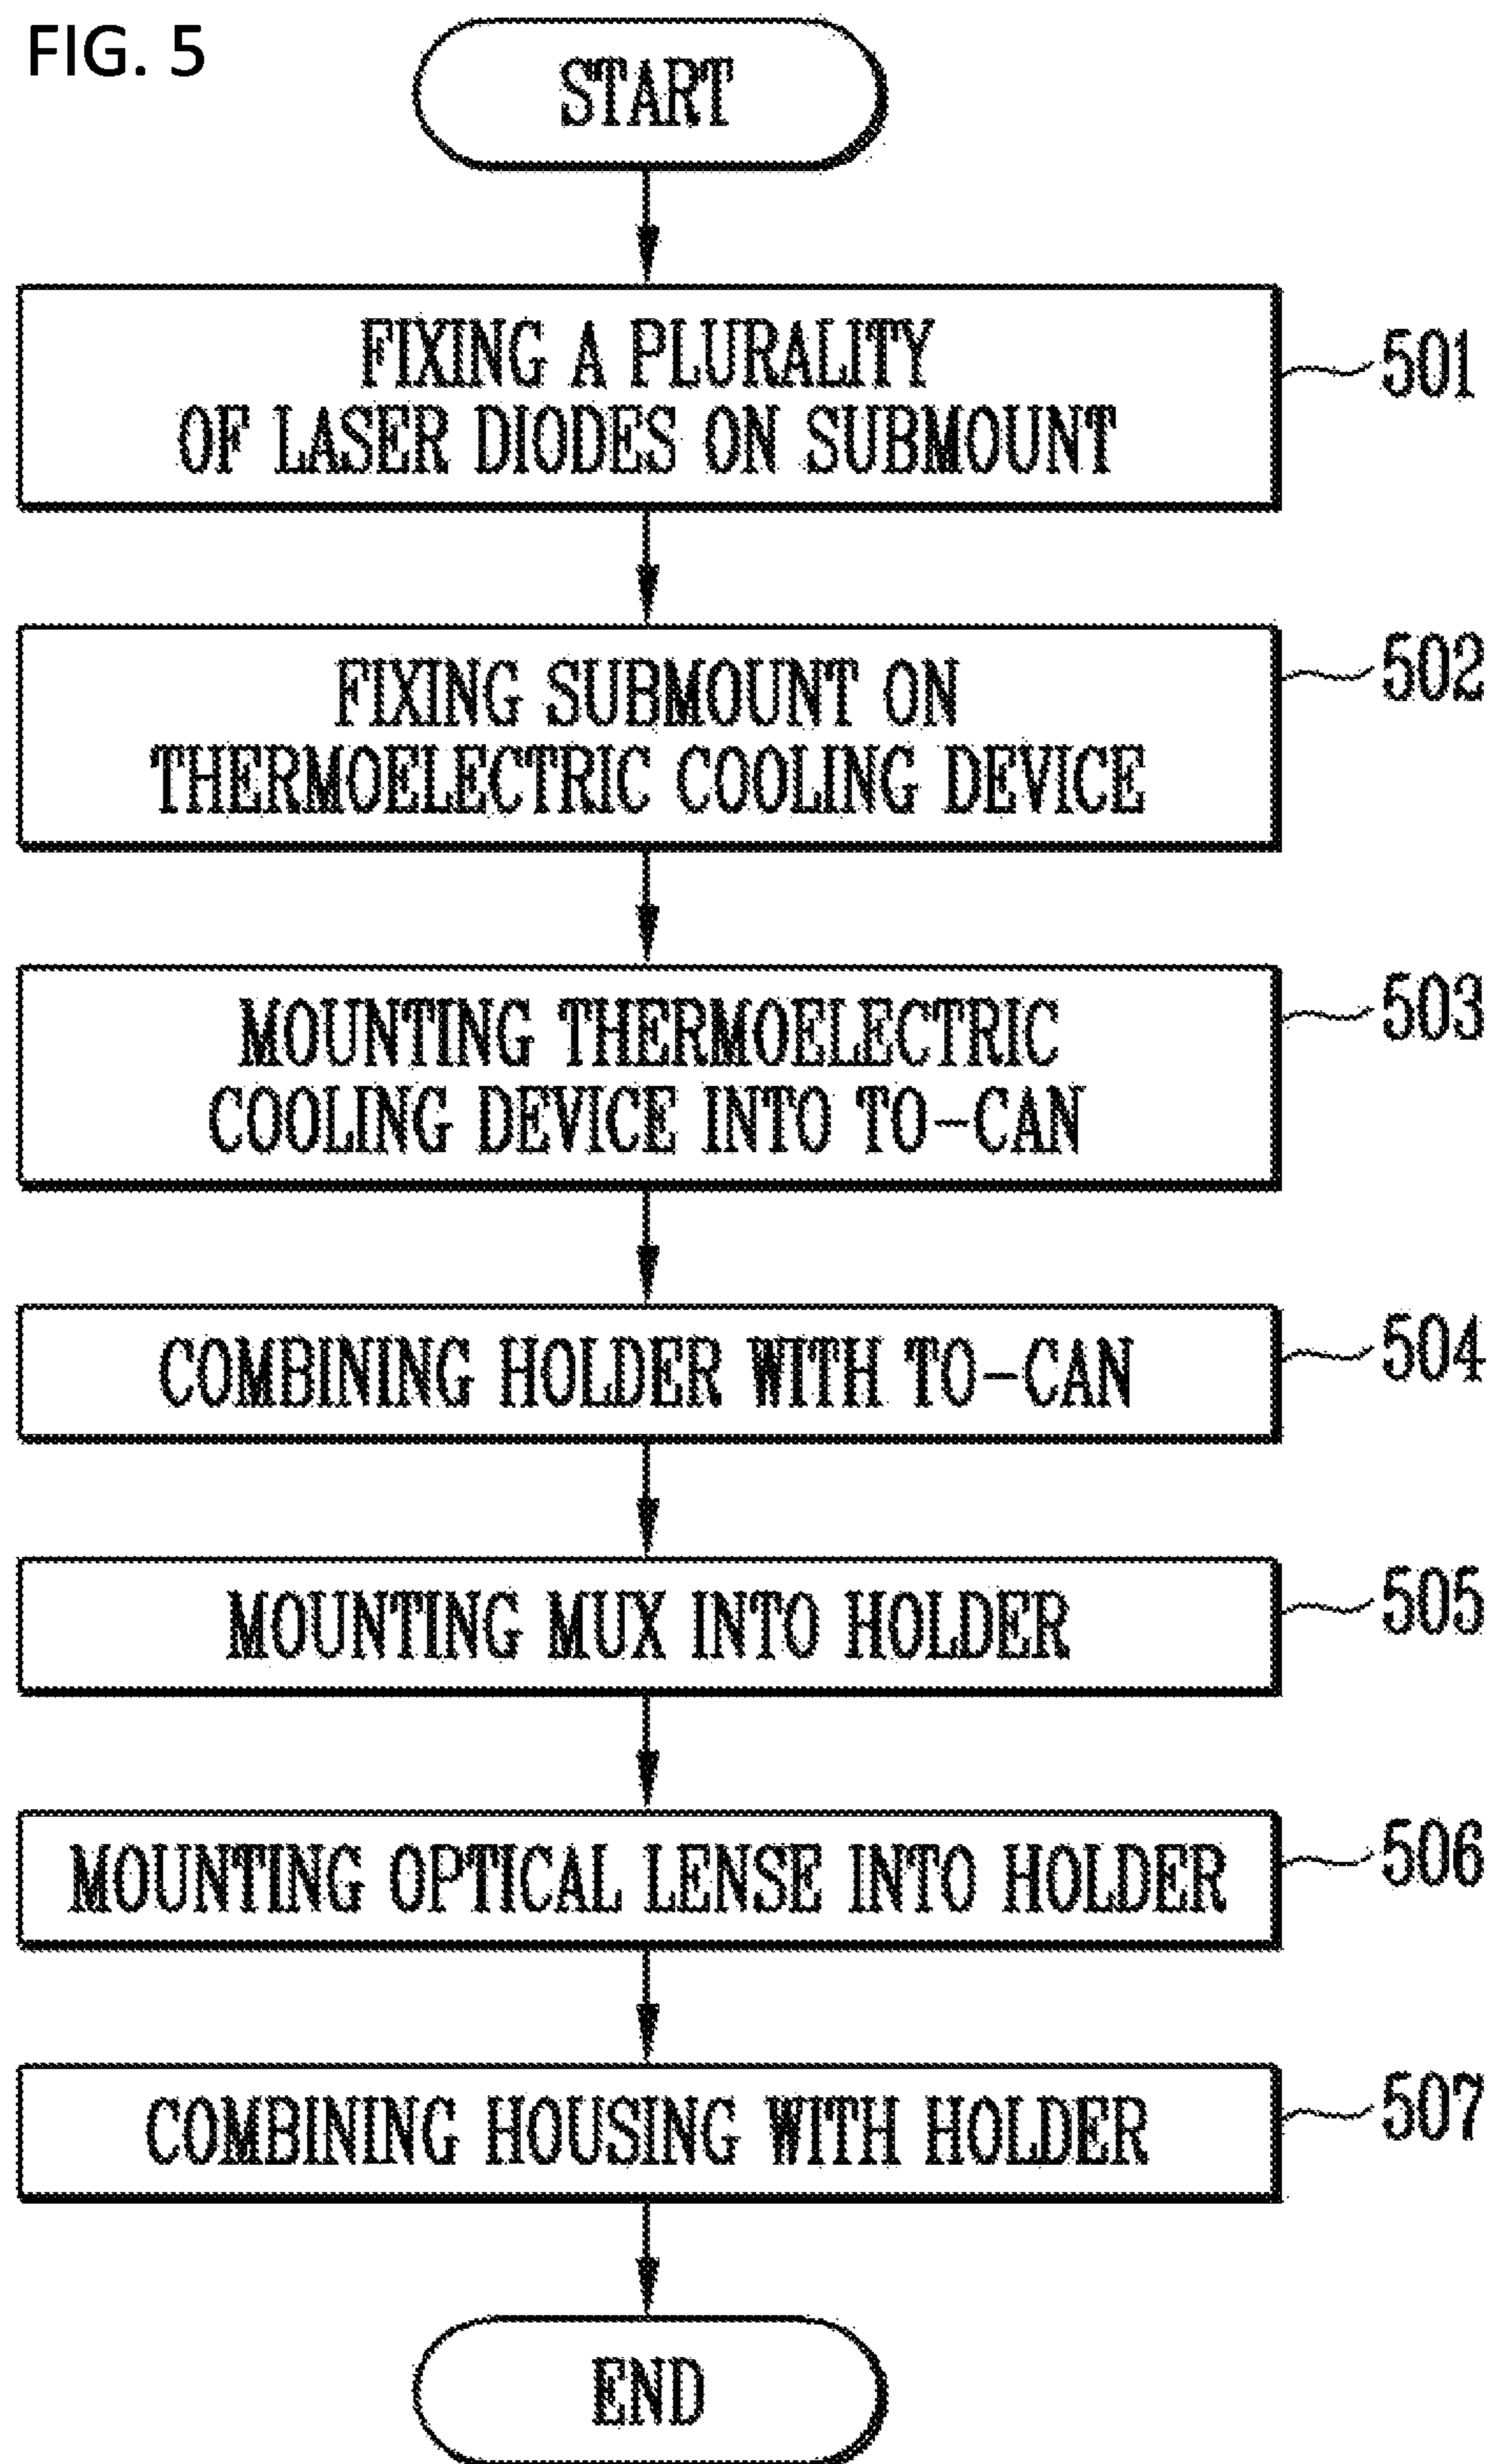 FIG. 5
START
FIXING A PLURALITY
OF LASER DIODES ON SUBMOUNT
501
FIXING SUBMOUNT ON
THERMOELECTRIC COOLING DEVICE
502
MOUNTING THERMOELECTRIC
COOLING DEVICE INTO TO-CAN
503
COMBINING HOLDER WITH TO-CAN
504
MOUNTING MUX INTO HOLDER
505
MOUNTING OPTICAL LENSE INTO HOLDER
506
COMBINING HOUSING WITH HOLDER
507
END